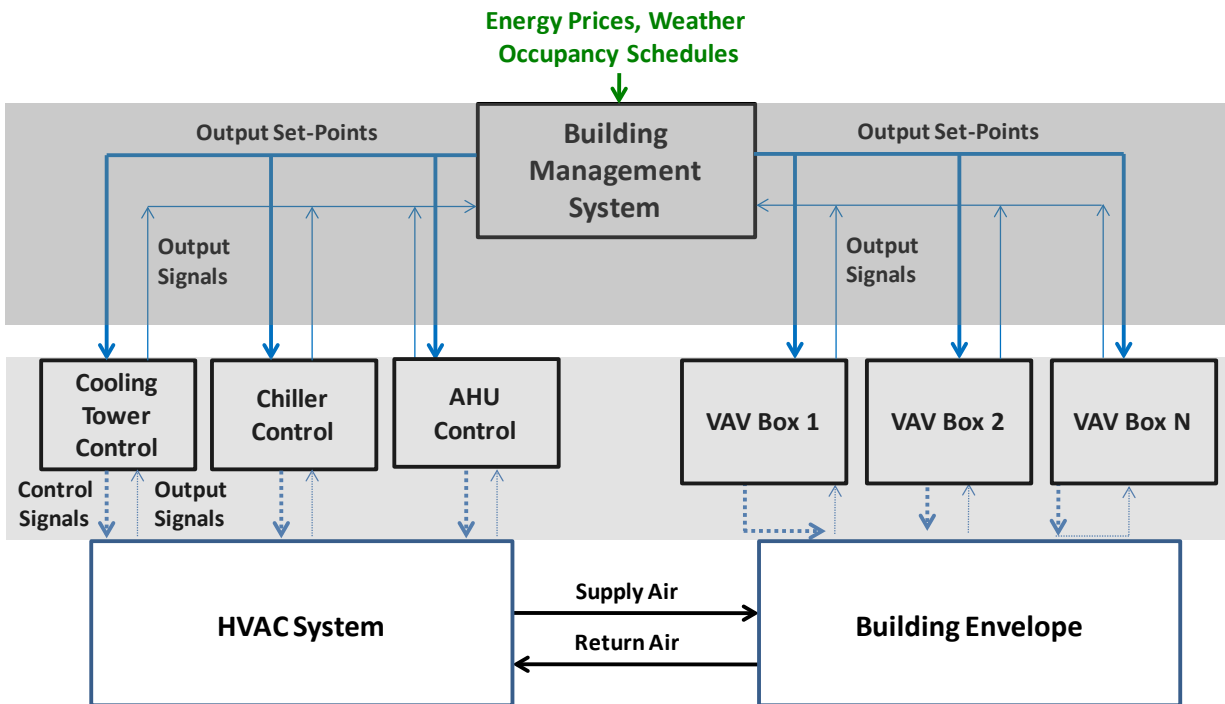 Energy Prices, Weather
Occupancy Schedules
Output Set-Points
Building
Management
System
Output Set-Points
Output
Signals
Output
Signals
Cooling
Tower
Control
Chiller
Control
AHU
Control
VAV Box 1
VAV Box 2
VAV Box N
Control
Signals
Output
Signals
HVAC System
Supply Air
Return Air
Building Envelope